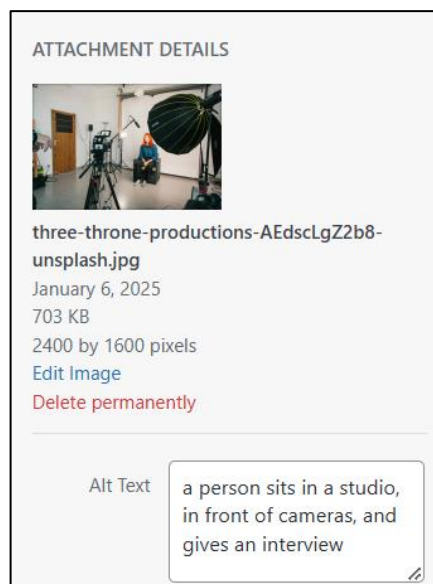 ATTACHMENT DETAILS
three-throne-productions-AEdscLgZ2b8-
unsplash.jpg
January 6, 2025
703 KB
2400 by 1600 pixels
Edit Image
Delete permanently
Alt Text
a person sits in a studio,
in front of cameras, and
gives an interview